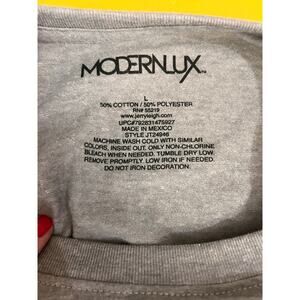 MODERNLUX
L
50% COTTON / 50% POLYESTER
RN# 55219
www.jerryleigh.com
UPC#792831475927
MADE IN MEXICO
STYLE JT24946
MACHINE WASH COLD WITH SIMILAR
COLORS, INSIDE OUT. ONLY NON-CHLORINE
BLEACH WHEN NEEDED. TUMBLE DRY LOW.
REMOVE PROMPTLY. LOW IRON IF NEEDED.
DO NOT IRON DECORATION.